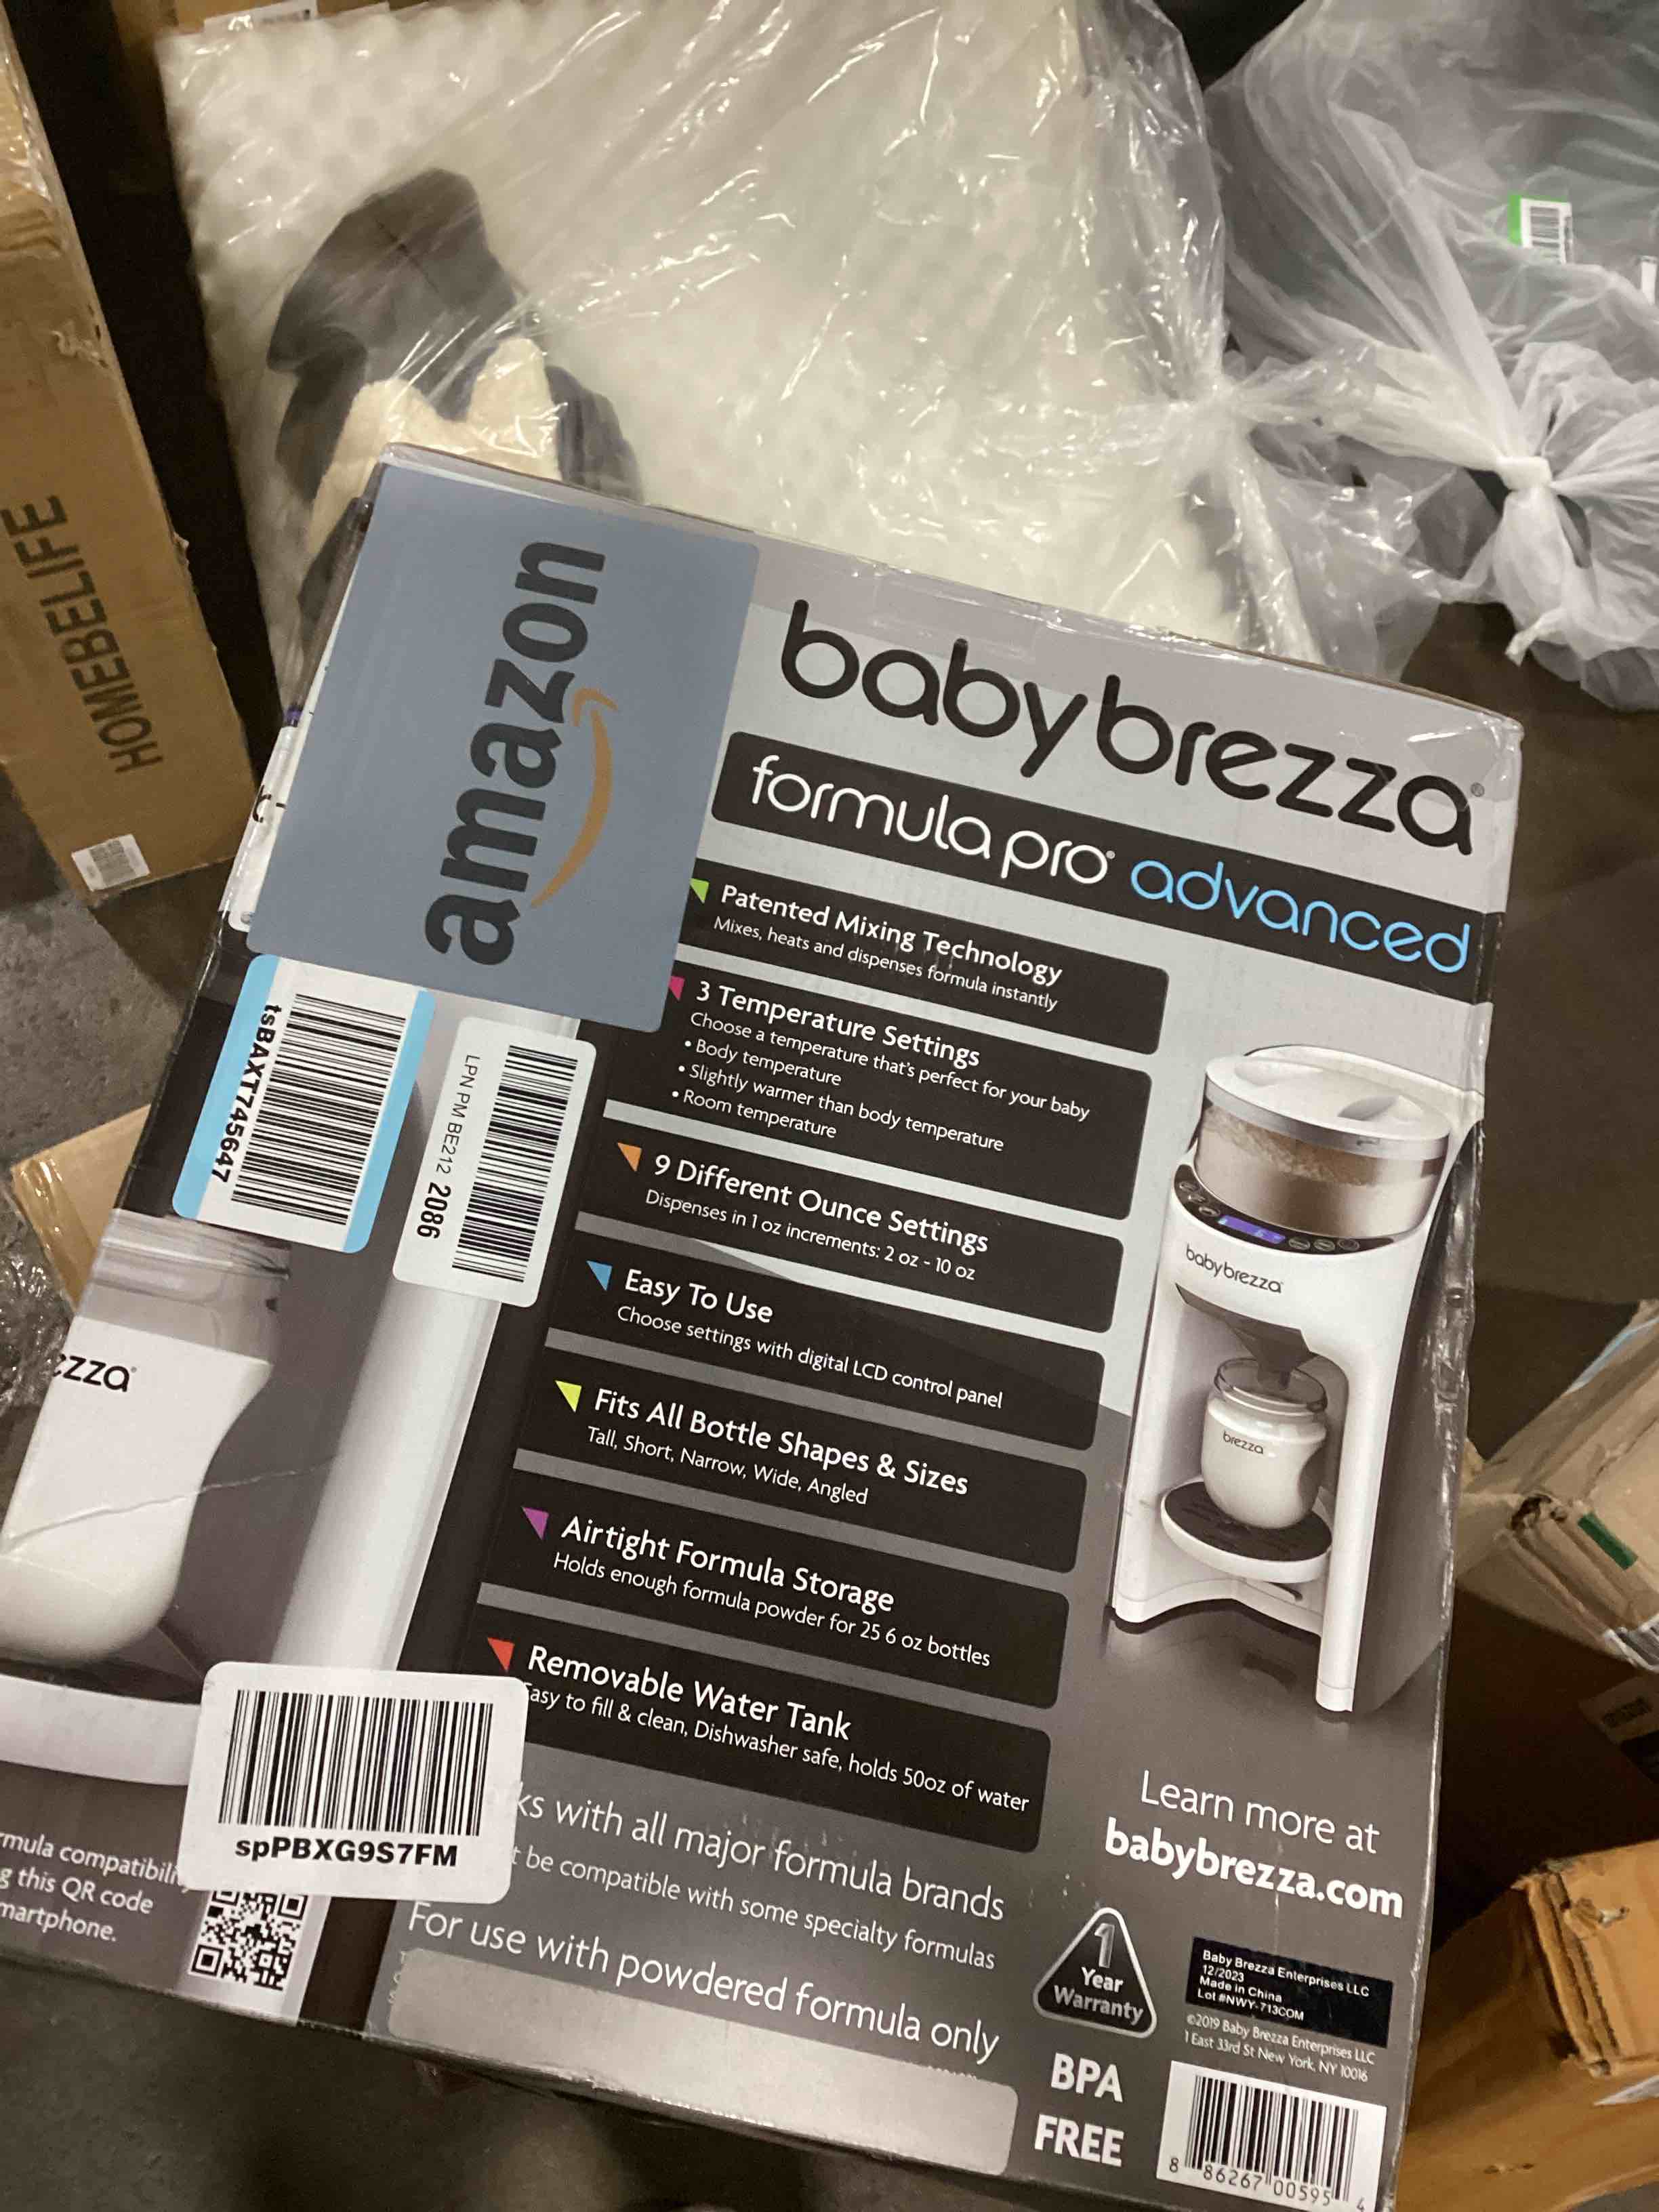 HOMEBELIFE
amazon
babybrezza®
formula pro® advanced
Patented Mixing Technology
Mixes, heats and dispenses formula instantly
3 Temperature Settings
Choose a temperature that's perfect for your baby
• Body temperature
• Slightly warmer than body temperature
• Room temperature
9 Different Ounce Settings
Dispenses in 1 oz increments: 2 oz - 10 oz
Easy To Use
Choose settings with digital LCD control panel
Fits All Bottle Shapes & Sizes
Tall, Short, Narrow, Wide, Angled
Airtight Formula Storage
Holds enough formula powder for 25 6 oz bottles
Removable Water Tank
Easy to fill & clean, Dishwasher safe, holds 50oz of water
ks with all major formula brands
t be compatible with some specialty formulas
For use with powdered formula only
tsBAXT745647
LPN PM BE212 2086
ezza®
spPBXG9S7FM
rmula compatibili
g this QR code
martphone.
babybrezza®
brezza
Learn more at
babybrezza.com
1
Year
Warranty
BPA
FREE
Baby Brezza Enterprises LLC
12/2023
Made in China
Lot #NWY-713COM
©2019 Baby Brezza Enterprises LLC
1 East 33rd St New York, NY 10016
8 86267 00595 4